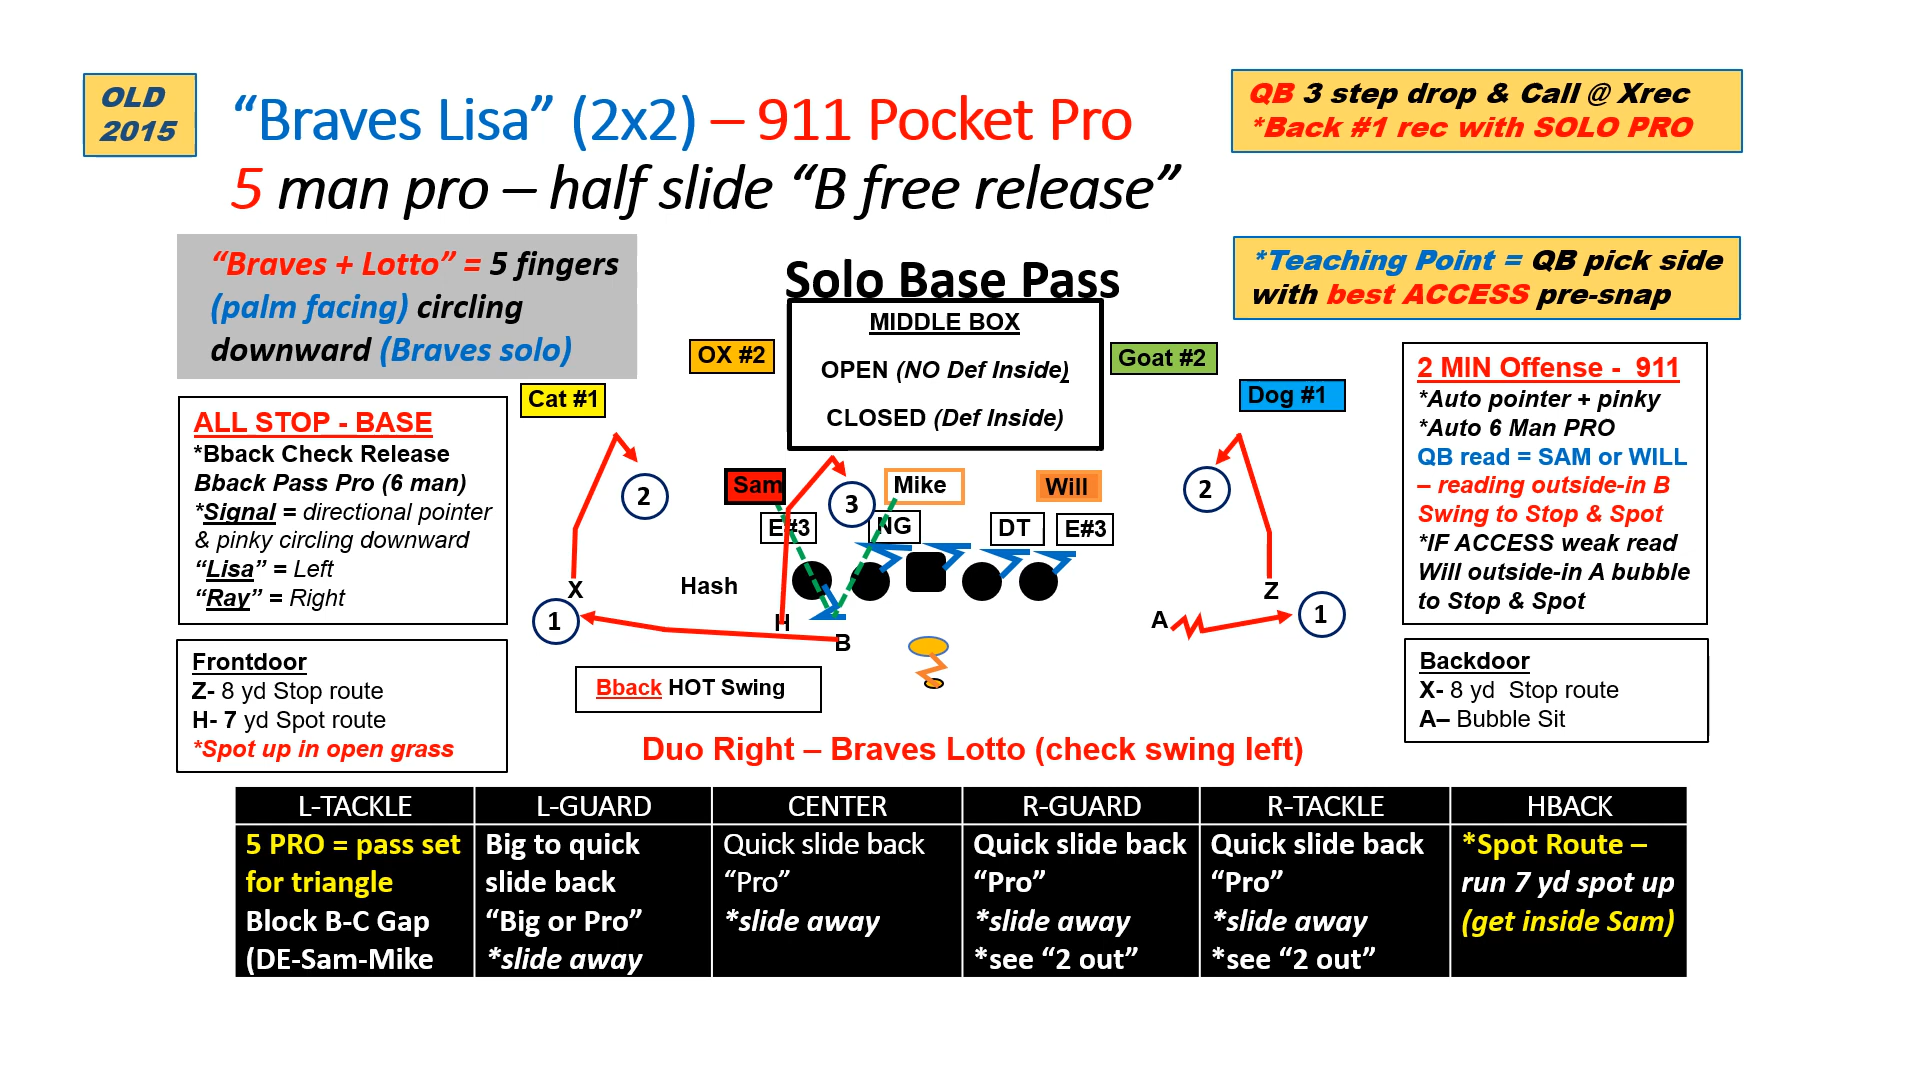 OLD
2015
“Braves Lisa” (2x2) – 911 Pocket Pro
5 man pro – half slide “B free release”
QB 3 step drop & Call @ Xrec
*Back #1 rec with SOLO PRO
“Braves + Lotto” = 5 fingers
(palm facing) circling
downward (Braves solo)
Solo Base Pass
*Teaching Point = QB pick side
with best ACCESS pre-snap
MIDDLE BOX
OPEN (NO Def Inside)
CLOSED (Def Inside)
OX #2
Goat #2
Cat #1
Dog #1
ALL STOP - BASE
*Bback Check Release
Bback Pass Pro (6 man)
*Signal = directional pointer
& pinky circling downward
“Lisa” = Left
“Ray” = Right
2 MIN Offense - 911
*Auto pointer + pinky
*Auto 6 Man PRO
QB read = SAM or WILL
– reading outside-in B
Swing to Stop & Spot
*IF ACCESS weak read
Will outside-in A bubble
to Stop & Spot
Sam
Mike
Will
2
3
2
E#3
NG
DT
E#3
Hash
X
Z
1
H
A
1
B
Frontdoor
Z- 8 yd Stop route
H- 7 yd Spot route
*Spot up in open grass
Bback HOT Swing
Backdoor
X- 8 yd Stop route
A– Bubble Sit
Duo Right – Braves Lotto (check swing left)
L-TACKLE
L-GUARD
CENTER
R-GUARD
R-TACKLE
HBACK
5 PRO = pass set
for triangle
Block B-C Gap
(DE-Sam-Mike
Big to quick
slide back
“Big or Pro”
*slide away
Quick slide back
“Pro”
*slide away
Quick slide back
“Pro”
*slide away
*see “2 out”
Quick slide back
“Pro”
*slide away
*see “2 out”
*Spot Route –
run 7 yd spot up
(get inside Sam)